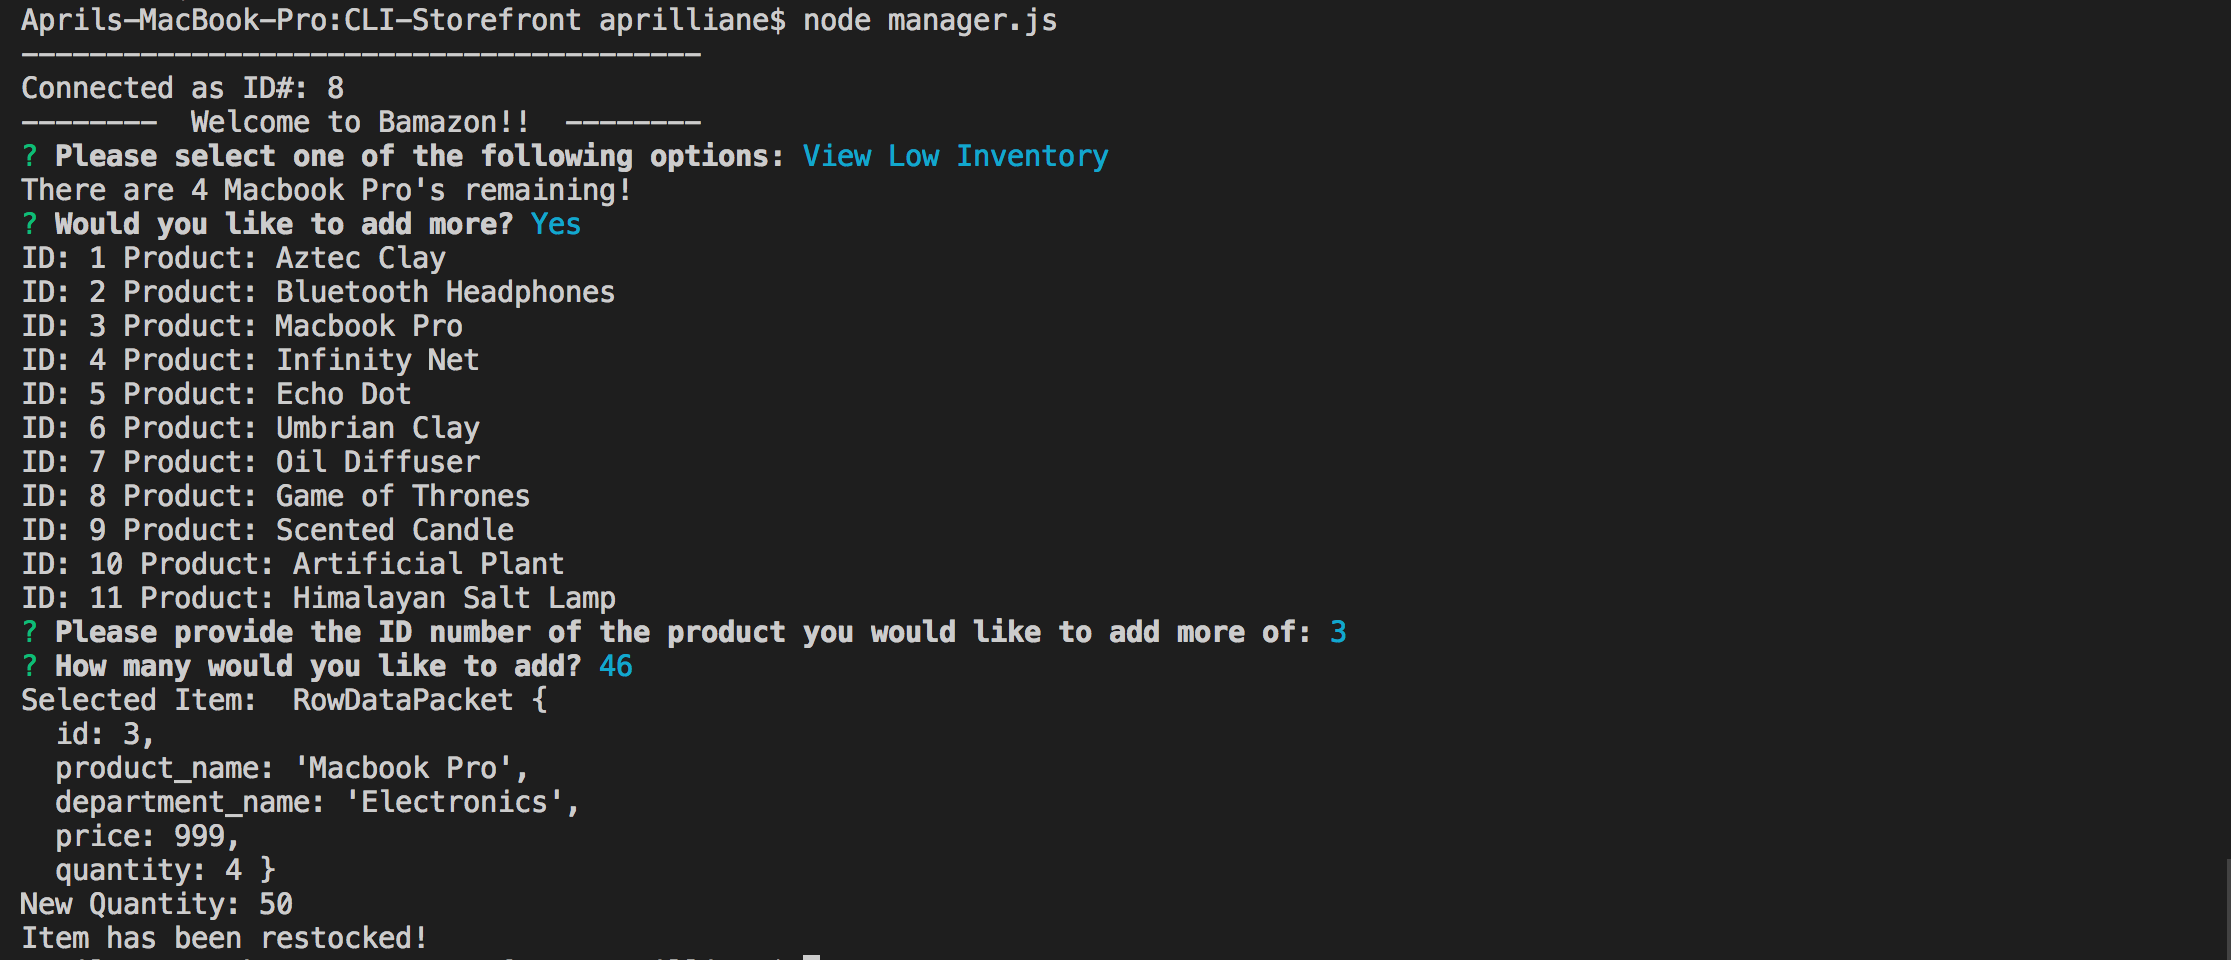 Aprils-MacBook-Pro:CLI-Storefront aprilliane$ node manager.js
----------------------------------------
Connected as ID#: 8
--------  Welcome to Bamazon!!  --------
? Please select one of the following options: View Low Inventory
There are 4 Macbook Pro's remaining!
? Would you like to add more? Yes
ID: 1 Product: Aztec Clay
ID: 2 Product: Bluetooth Headphones
ID: 3 Product: Macbook Pro
ID: 4 Product: Infinity Net
ID: 5 Product: Echo Dot
ID: 6 Product: Umbrian Clay
ID: 7 Product: Oil Diffuser
ID: 8 Product: Game of Thrones
ID: 9 Product: Scented Candle
ID: 10 Product: Artificial Plant
ID: 11 Product: Himalayan Salt Lamp
? Please provide the ID number of the product you would like to add more of: 3
? How many would you like to add? 46
Selected Item:  RowDataPacket {
  id: 3,
  product_name: 'Macbook Pro',
  department_name: 'Electronics',
  price: 999,
  quantity: 4 }
New Quantity: 50
Item has been restocked!